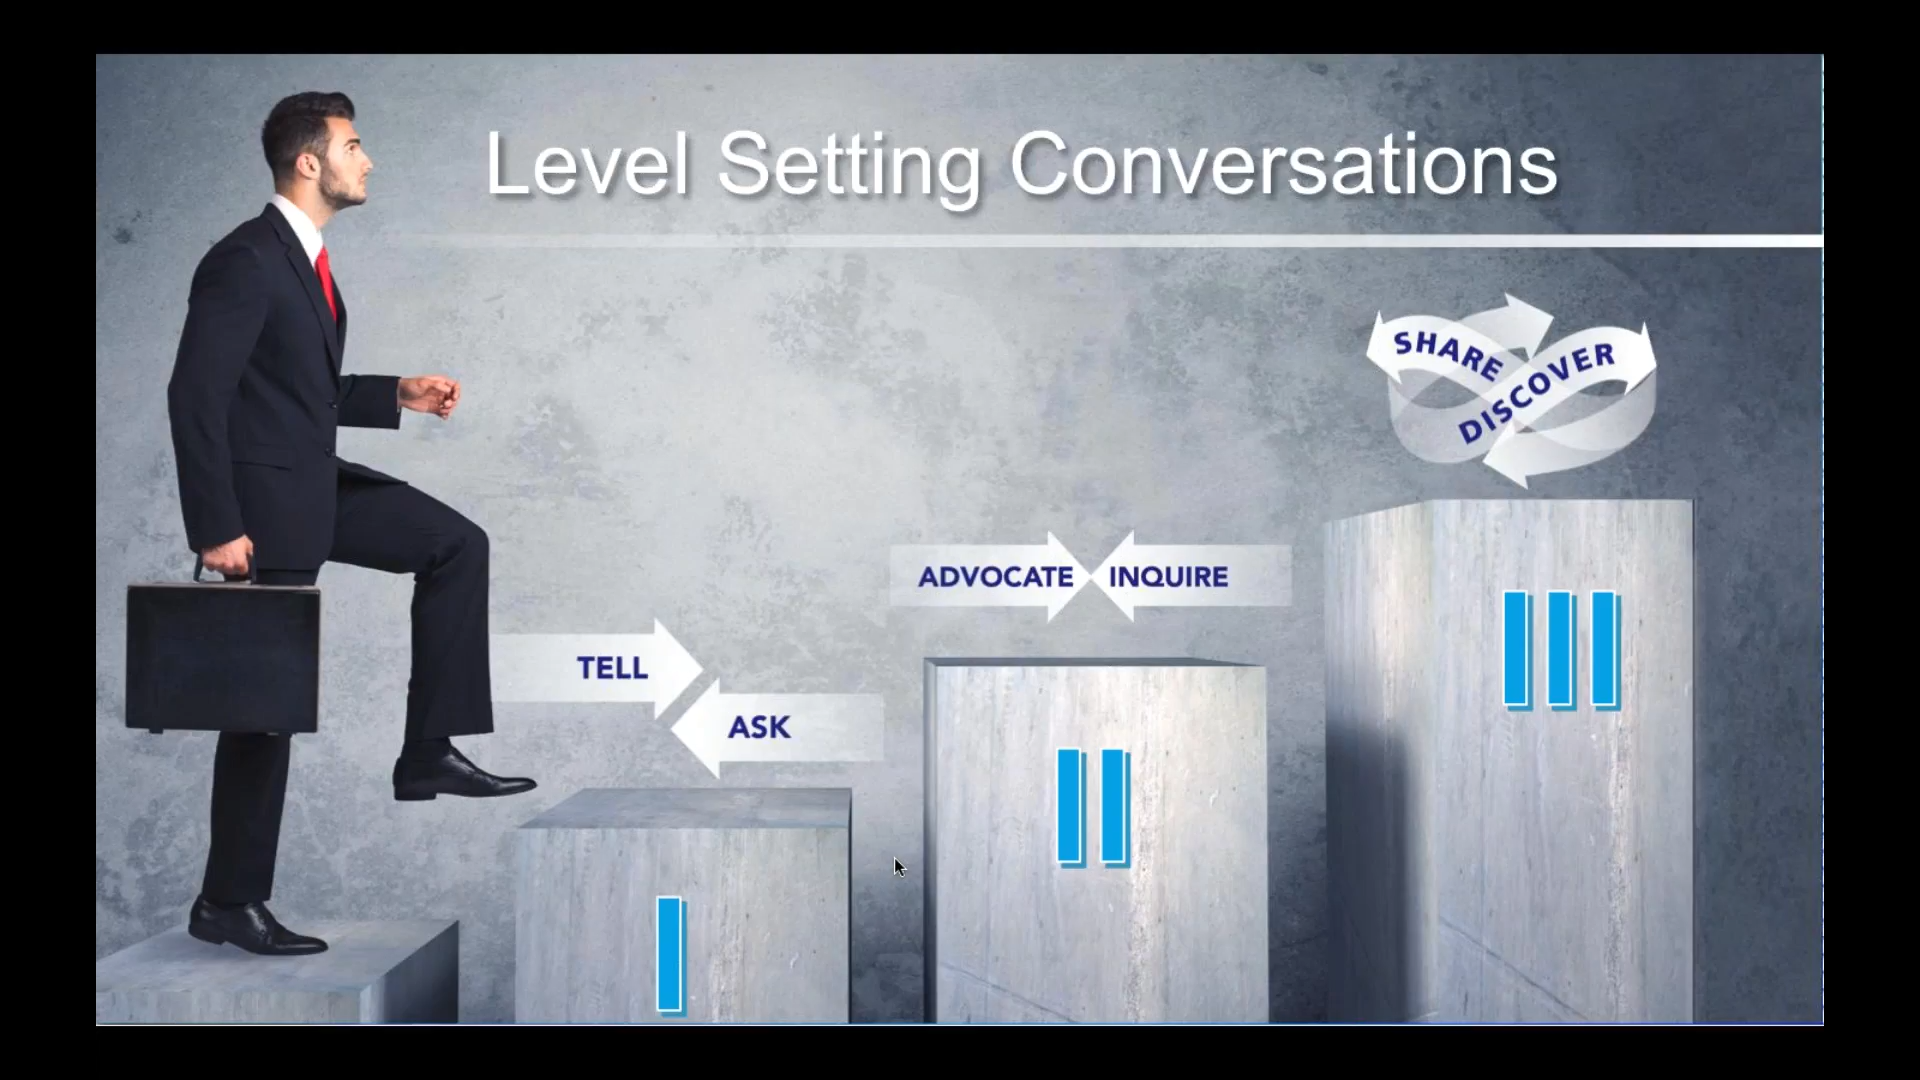 Level Setting Conversations
SHARE
DISCOVER
ADVOCATE INQUIRE
TELL
ASK
III
II
I